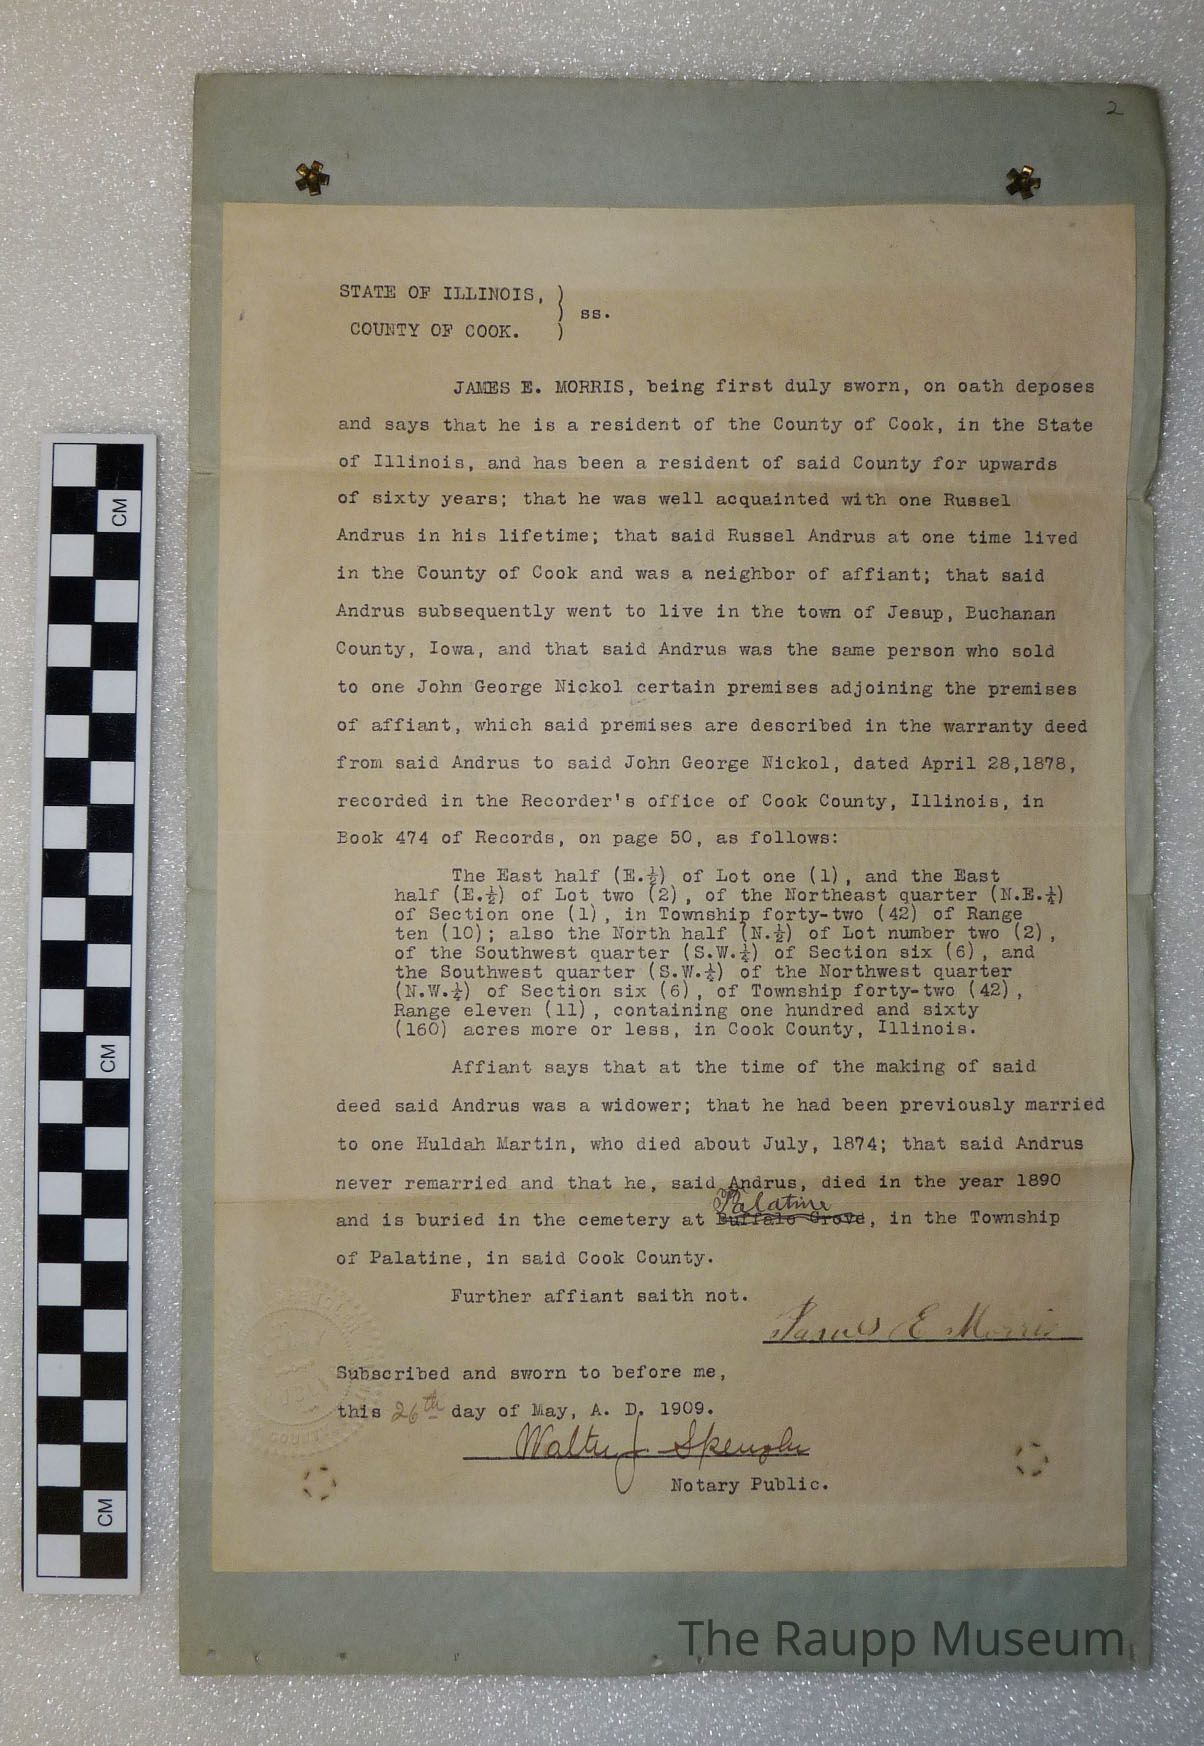 2
STATE OF ILLINOIS, )
) ss.
COUNTY OF COOK. )
JAMES E. MORRIS, being first duly sworn, on oath deposes
and says that he is a resident of the County of Cook, in the State
of Illinois, and has been a resident of said County for upwards
of sixty years; that he was well acquainted with one Russel
Andrus in his lifetime; that said Russel Andrus at one time lived
in the County of Cook and was a neighbor of affiant; that said
Andrus subsequently went to live in the town of Jesup, Buchanan
County, Iowa, and that said Andrus was the same person who sold
to one John George Nickol certain premises adjoining the premises
of affiant, which said premises are described in the warranty deed
from said Andrus to said John George Nickol, dated April 28,1878,
recorded in the Recorder's office of Cook County, Illinois, in
Book 474 of Records, on page 50, as follows:
The East half (E.½) of Lot one (1), and the East
half (E.½) of Lot two (2), of the Northeast quarter (N.E.¼)
of Section one (1), in Township forty-two (42) of Range
ten (10); also the North half (N.½) of Lot number two (2),
of the Southwest quarter (S.W.¼) of Section six (6), and
the Southwest quarter (S.W.¼) of the Northwest quarter
(N.W.¼) of Section six (6), of Township forty-two (42),
Range eleven (11), containing one hundred and sixty
(160) acres more or less, in Cook County, Illinois.
Affiant says that at the time of the making of said
deed said Andrus was a widower; that he had been previously married
to one Huldah Martin, who died about July, 1874; that said Andrus
never remarried and that he, said Andrus, died in the year 1890
Palatine
and is buried in the cemetery at Buffalo Grove, in the Township
of Palatine, in said Cook County.
Further affiant saith not.
James E Morris
Subscribed and sworn to before me,
this 26th day of May, A. D. 1909.
Walter J
Notary Public.
CM
CM
CM
The Raupp Museum